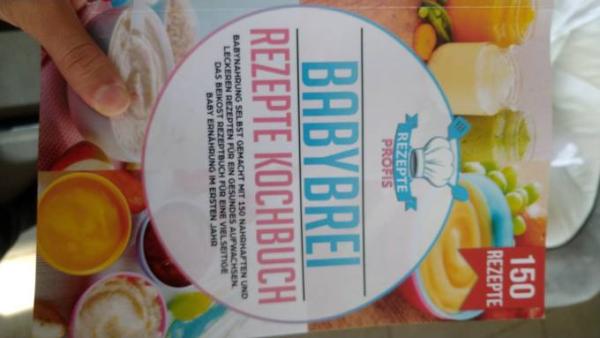 150
REZEPTE
REZEPTE
PROFIS
BABYBREI
REZEPTE KOCHBUCH
BABYNAHRUNG SELBST GEMACHT MIT 150 NAHRHAFTEN UND
LECKEREN REZEPTEN FÜR EIN GESUNDES AUFWACHSEN.
DAS BEIKOST REZEPTBUCH FÜR EINE VIELSEITIGE
BABY ERNÄHRUNG IM ERSTEN JAHR